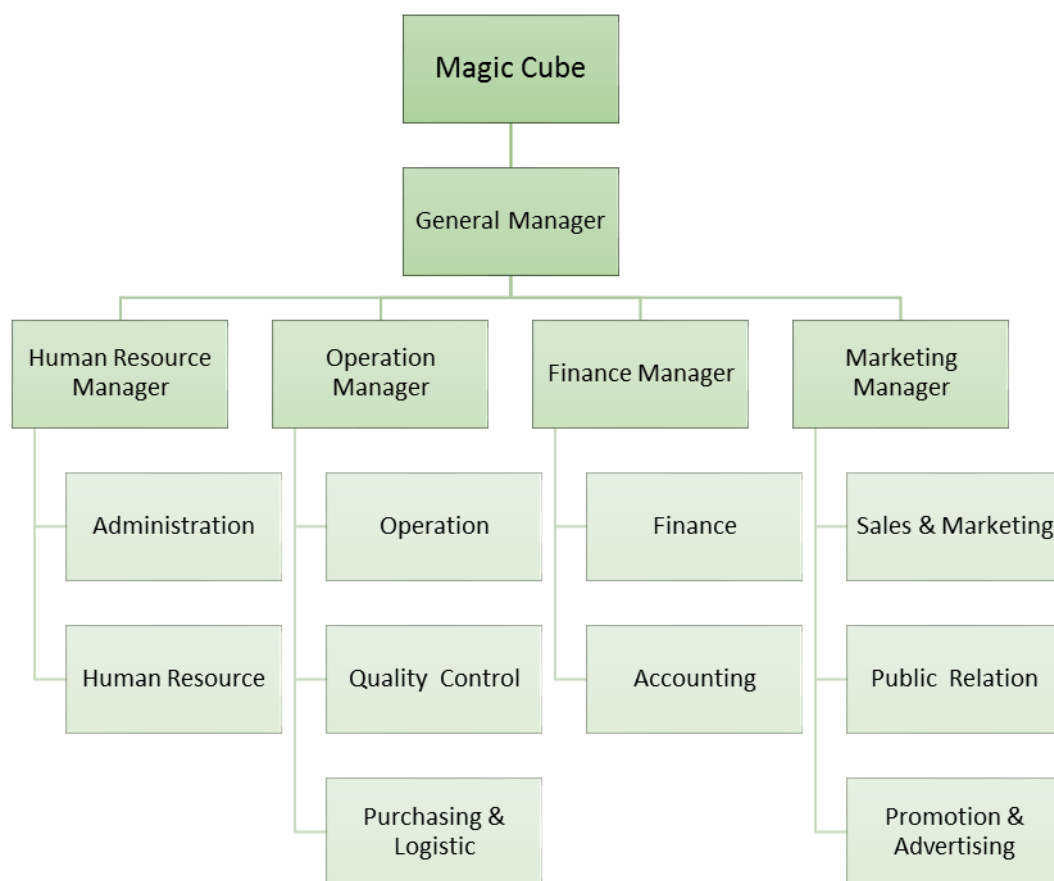 Magic Cube
General Manager
Human Resource
Manager
Operation
Manager
Finance Manager
Marketing
Manager
Administration
Operation
Finance
Sales & Marketing
Human Resource
Quality Control
Accounting
Public Relation
Purchasing &
Logistic
Promotion &
Advertising